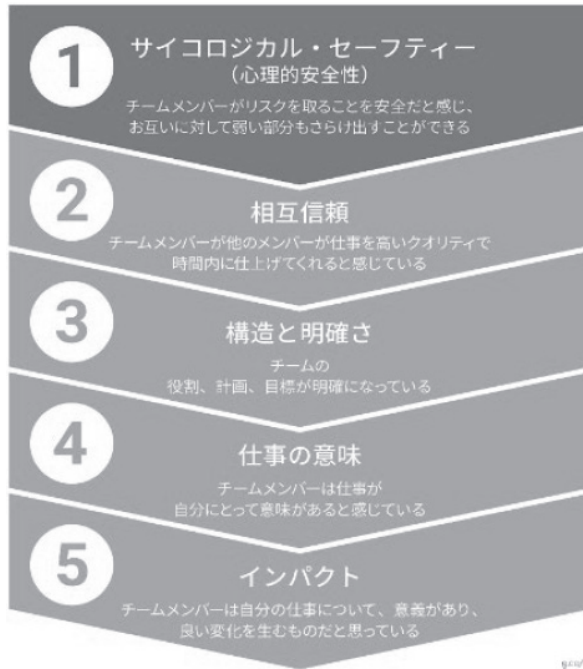 1
サイコロジカル・セーフティー
（心理的安全性）
チームメンバーがリスクを取ることを安全だと感じ、
お互いに対して弱い部分もさらけ出すことができる
2
相互信頼
チームメンバーが他のメンバーが仕事を高いクオリティで
時間内に仕上げてくれると感じている
3
構造と明確さ
チームの
役割、計画、目標が明確になっている
4
仕事の意味
チームメンバーは仕事が
自分にとって意味があると感じている
5
インパクト
チームメンバーは自分の仕事について、意義があり、
良い変化を生むものだと思っている